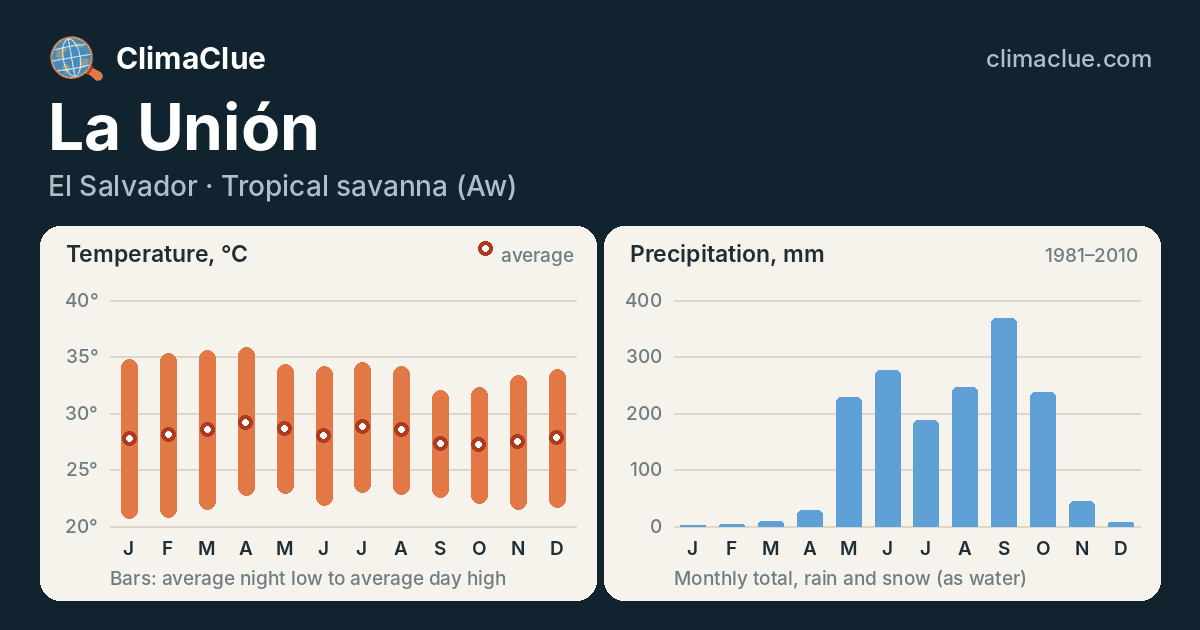 ClimaClue
climaclue.com
La Unión
El Salvador · Tropical savanna (Aw)
Temperature, °C
average
40°
35°
30°
25°
20°
J F M A M J J A S O N D
Bars: average night low to average day high
Precipitation, mm
1981–2010
400
300
200
100
0
J F M A M J J A S O N D
Monthly total, rain and snow (as water)